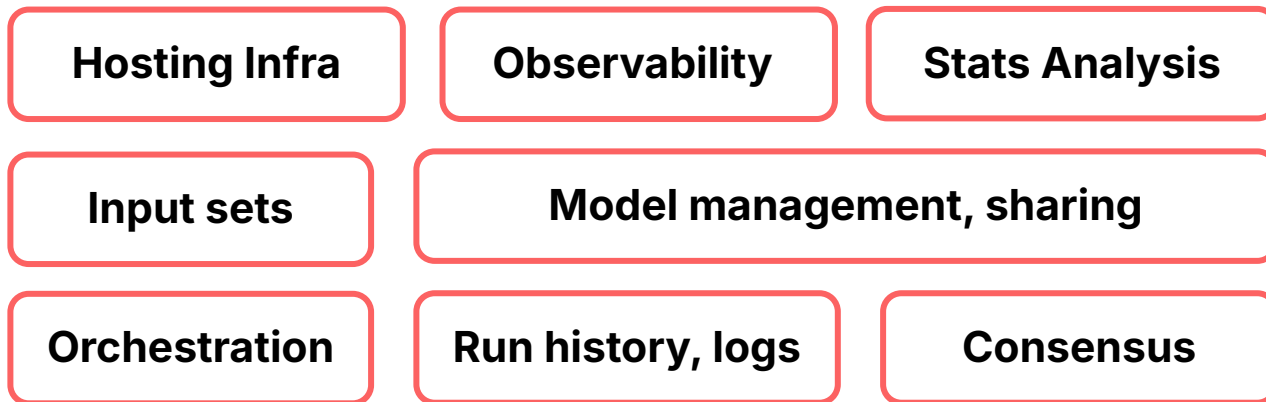 Hosting Infra
Observability
Stats Analysis
Input sets
Model management, sharing
Orchestration
Run history, logs
Consensus